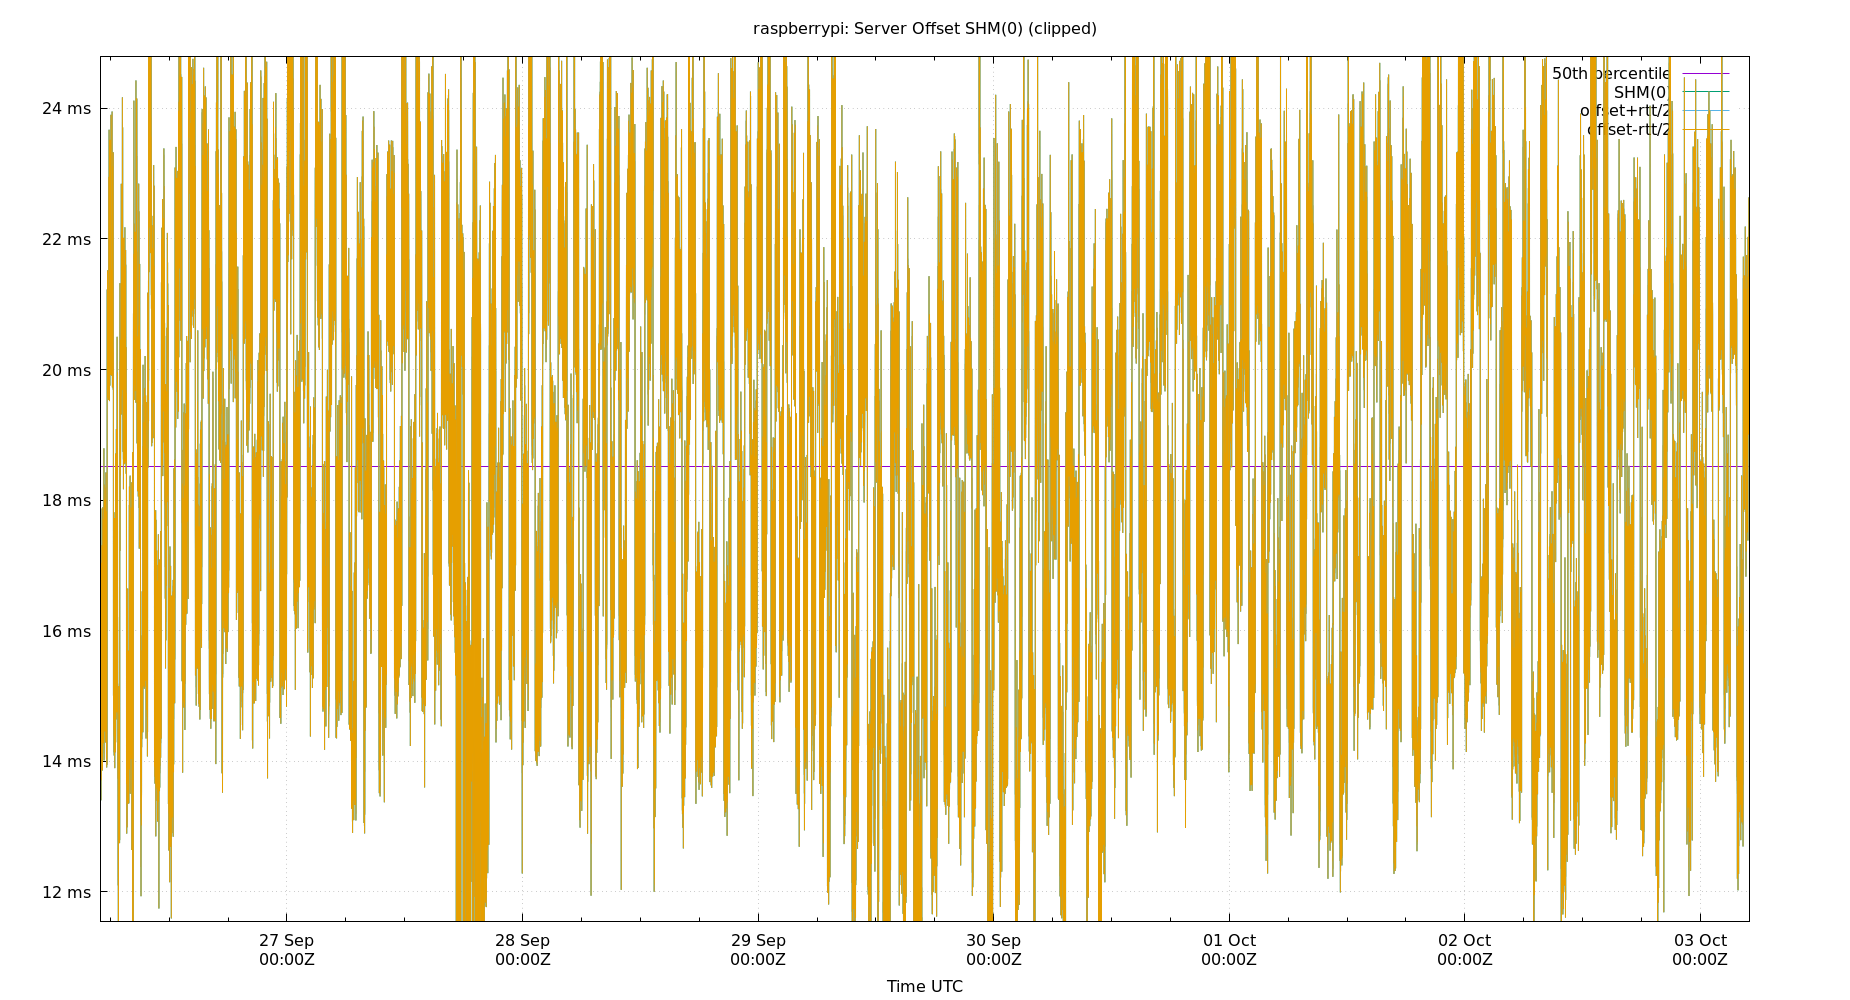 raspberrypi: Server Offset SHM(0) (clipped)
50th percentile
SHM(0)
offset+rtt/2
offset-rtt/2
24 ms
22 ms
20 ms
18 ms
16 ms
14 ms
12 ms
27 Sep 28 Sep 29 Sep 30 Sep 01 Oct 02 Oct 03 Oct
00:00Z 00:00Z 00:00Z 00:00Z 00:00Z 00:00Z 00:00Z
Time UTC